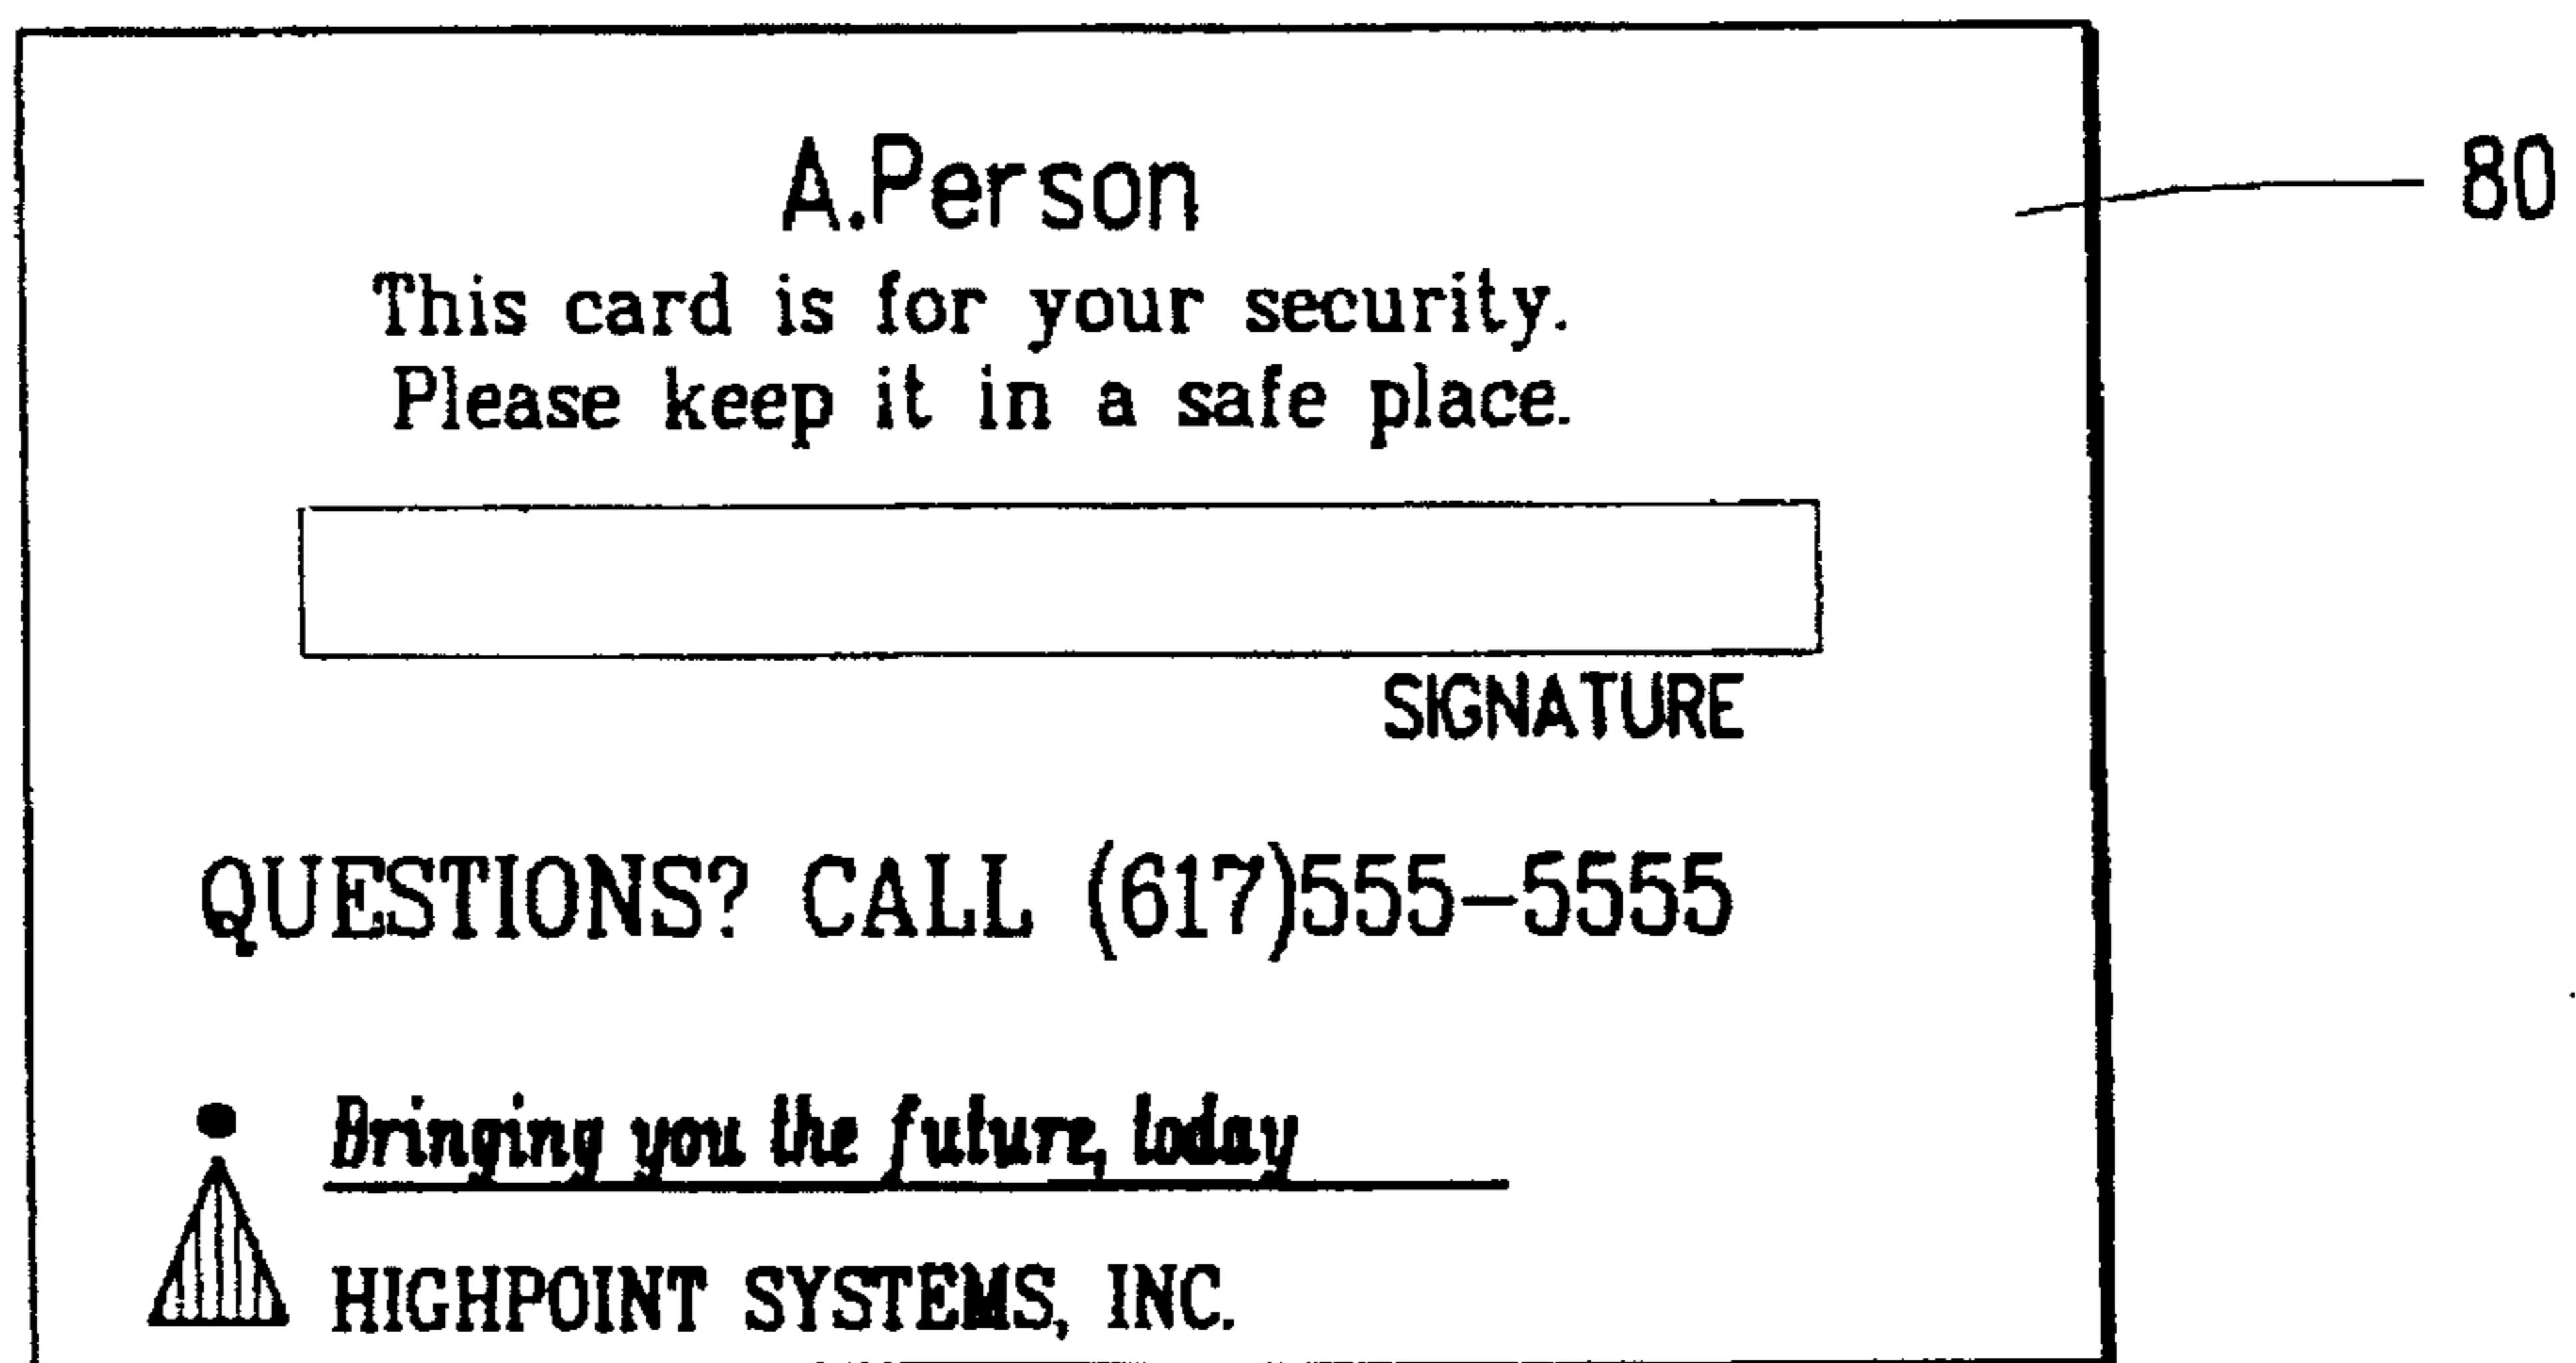 A.Person
80
This card is for your security.
Please keep it in a safe place.
SIGNATURE
QUESTIONS? CALL (617)555-5555
Bringing you the future, today
HIGHPOINT SYSTEMS, INC.